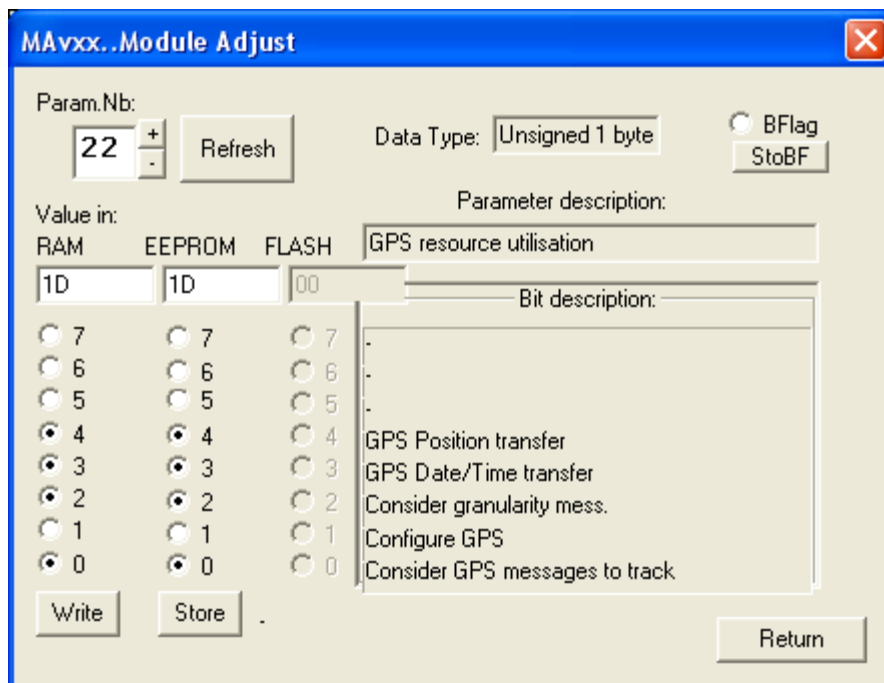 MAvxx..Module Adjust
Param.Nb:
22
+
-
Refresh
Data Type: Unsigned 1 byte
BFlag
StoBF
Value in:
RAM EEPROM FLASH
1D 1D 00
Parameter description:
GPS resource utilisation
Bit description:
7 7 7 -
6 6 6 -
5 5 5 -
4 4 4 GPS Position transfer
3 3 3 GPS Date/Time transfer
2 2 2 Consider granularity mess.
1 1 1 Configure GPS
0 0 0 Consider GPS messages to track
Write Store -
Return